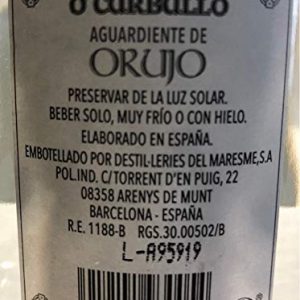 O CURBULLO
AGUARDIENTE DE
ORUJO
PRESERVAR DE LA LUZ SOLAR.
BEBER SOLO, MUY FRÍO O CON HIELO.
ELABORADO EN ESPAÑA.
EMBOTELLADO POR DESTIL·LERIES DEL MARESME,S,A
POL.IND. C/TORRENT D'EN PUIG, 22
08358 ARENYS DE MUNT
BARCELONA - ESPAÑA
R.E. 1188-B RGS.30.00502/B
L-A95919